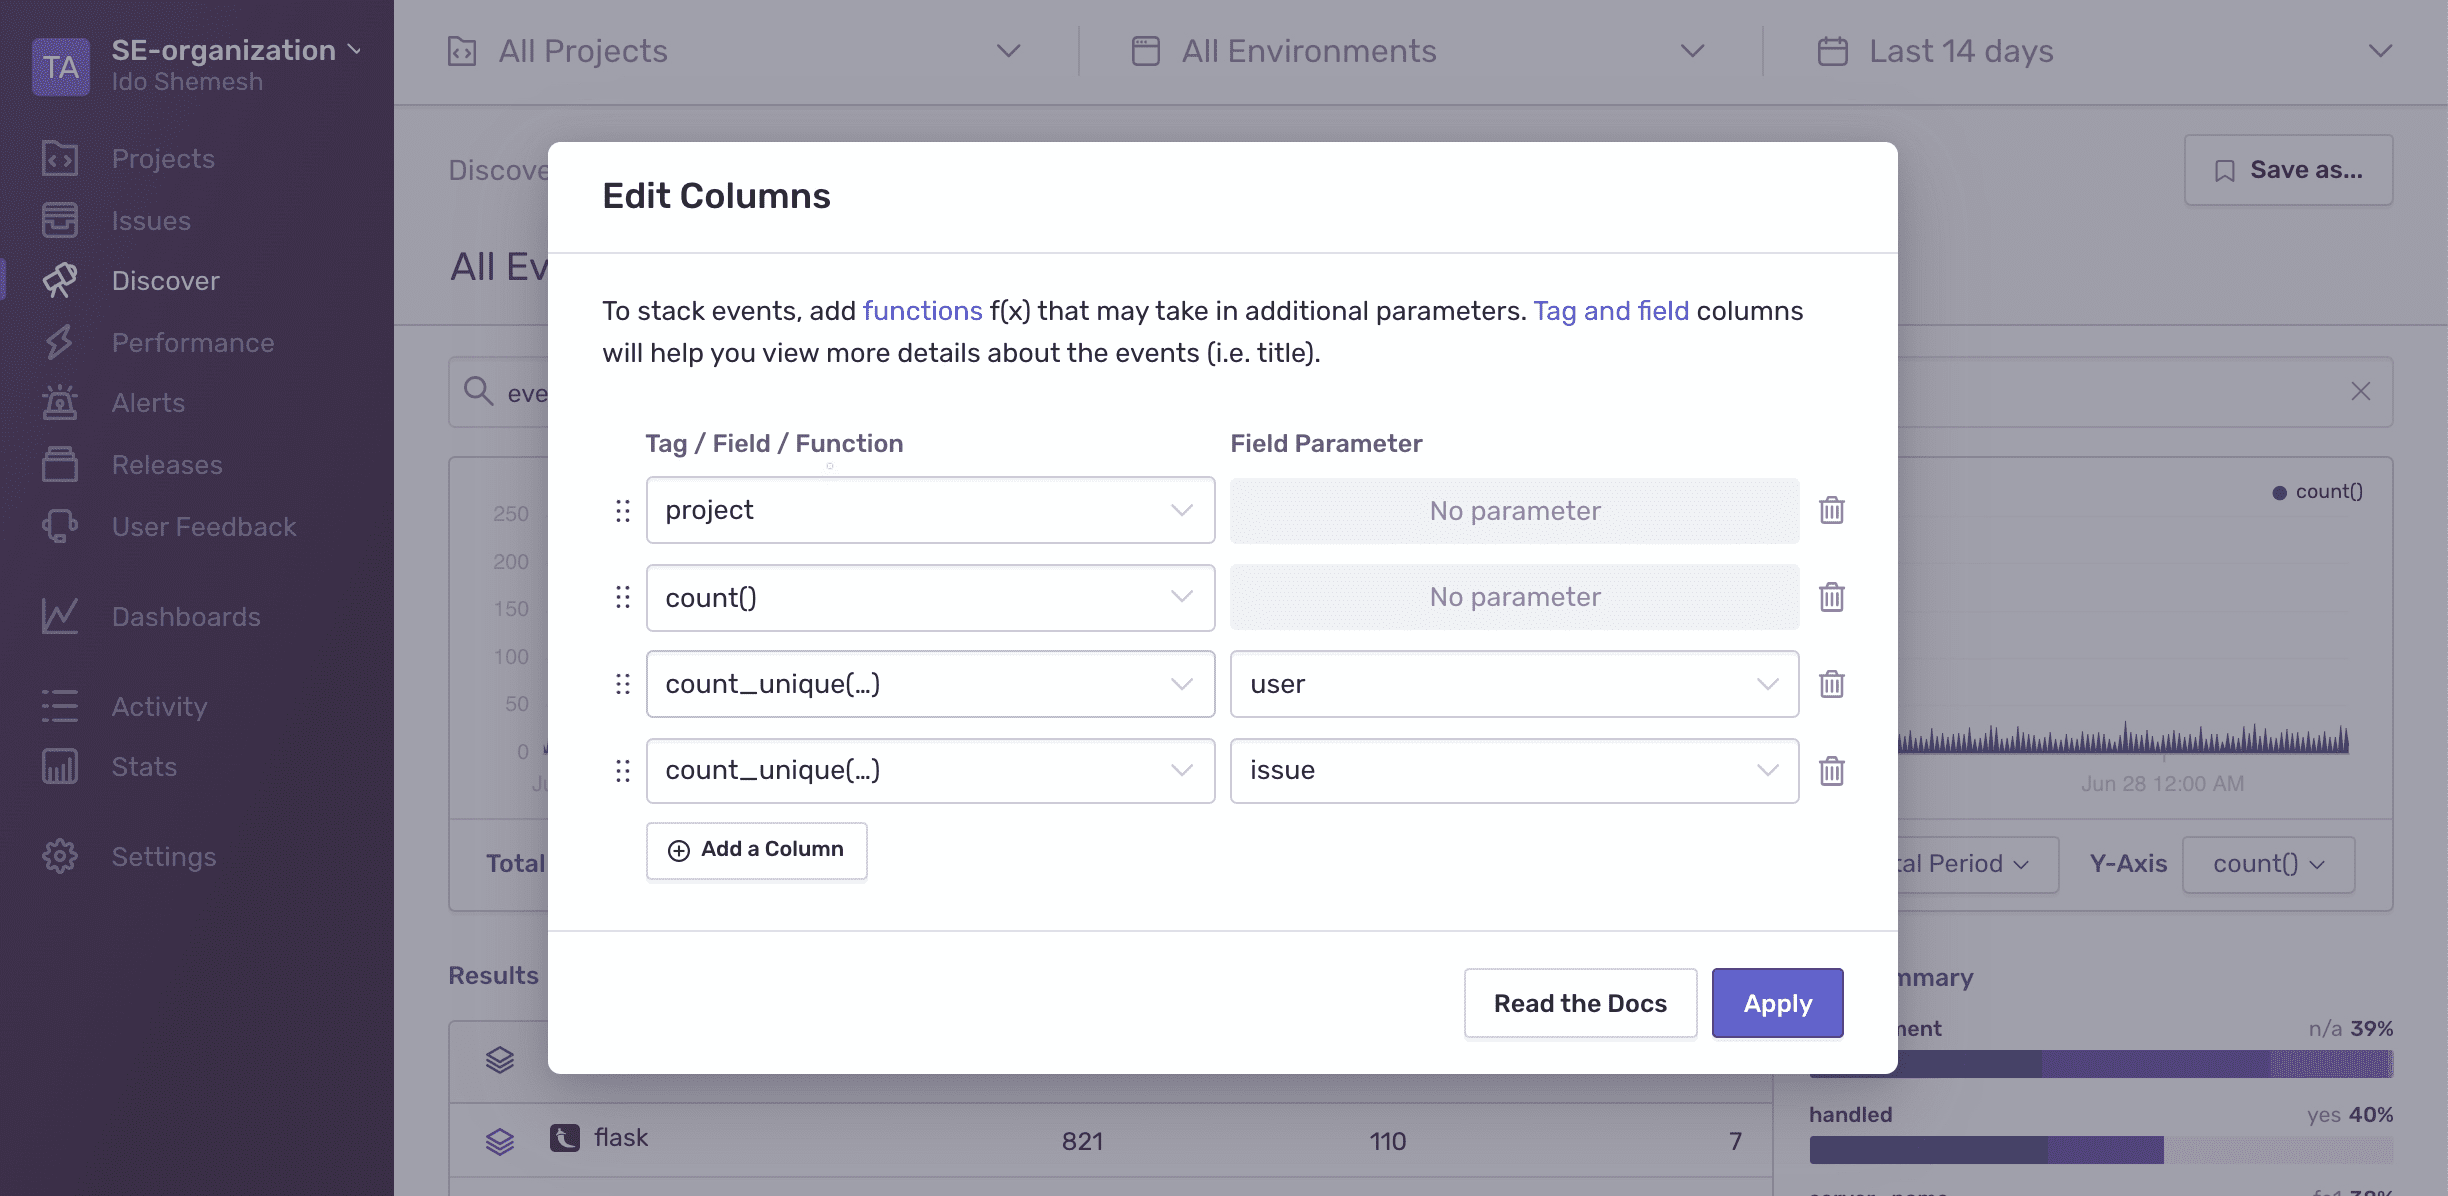 TA
SE-organization
Ido Shemesh
Projects
Issues
Discover
Performance
Alerts
Releases
User Feedback
Dashboards
Activity
Stats
Settings
All Projects
All Environments
Last 14 days
Discove
Save as...
All Ev
eve
Edit Columns
To stack events, add functions f(x) that may take in additional parameters. Tag and field columns
will help you view more details about the events (i.e. title).
Tag / Field / Function
Field Parameter
project
No parameter
count()
No parameter
count_unique(...)
user
count_unique(...)
issue
Add a Column
Read the Docs
Apply
250
200
150
100
50
0
Ju
count()
Jun 28 12:00 AM
Total
tal Period
Y-Axis
count()
Results
mmary
ment
n/a 39%
flask
821
110
7
handled
yes 40%